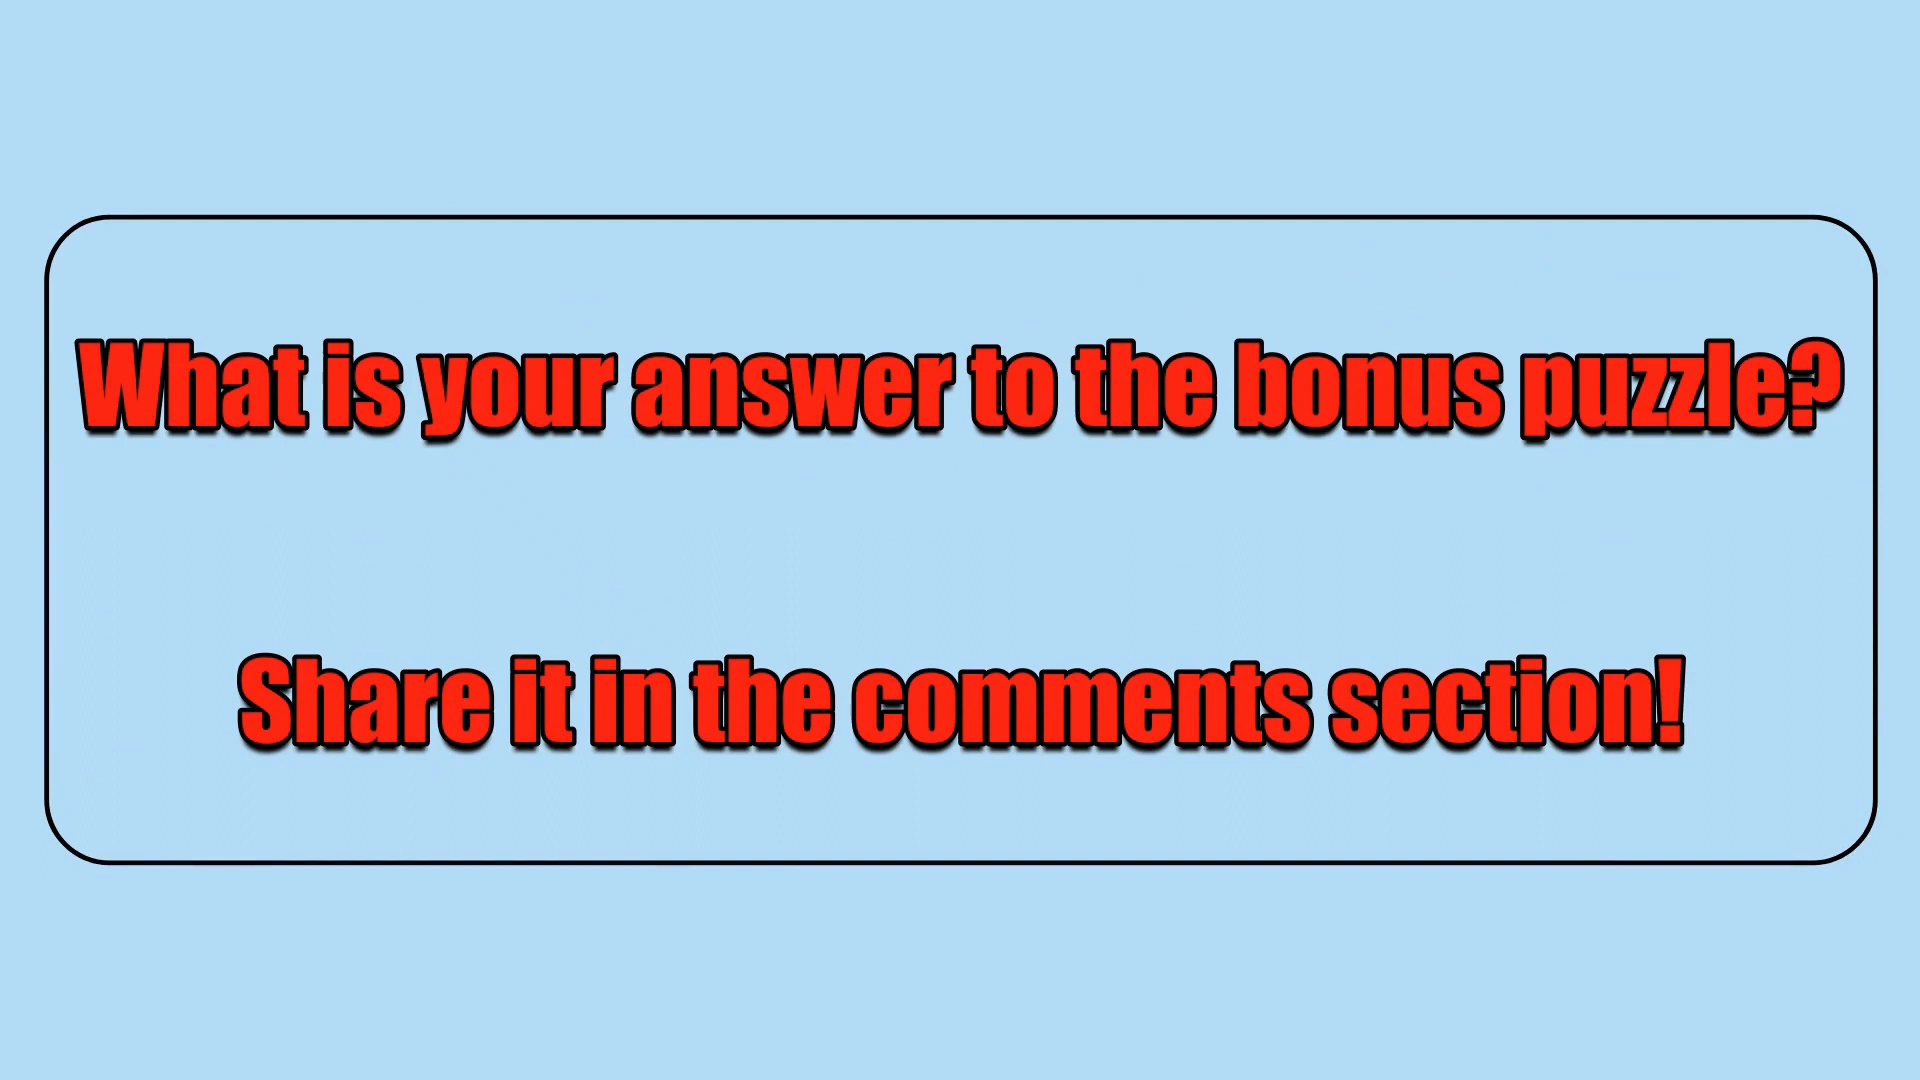 What is your answer to the bonus puzzle?
Share it in the comments section!